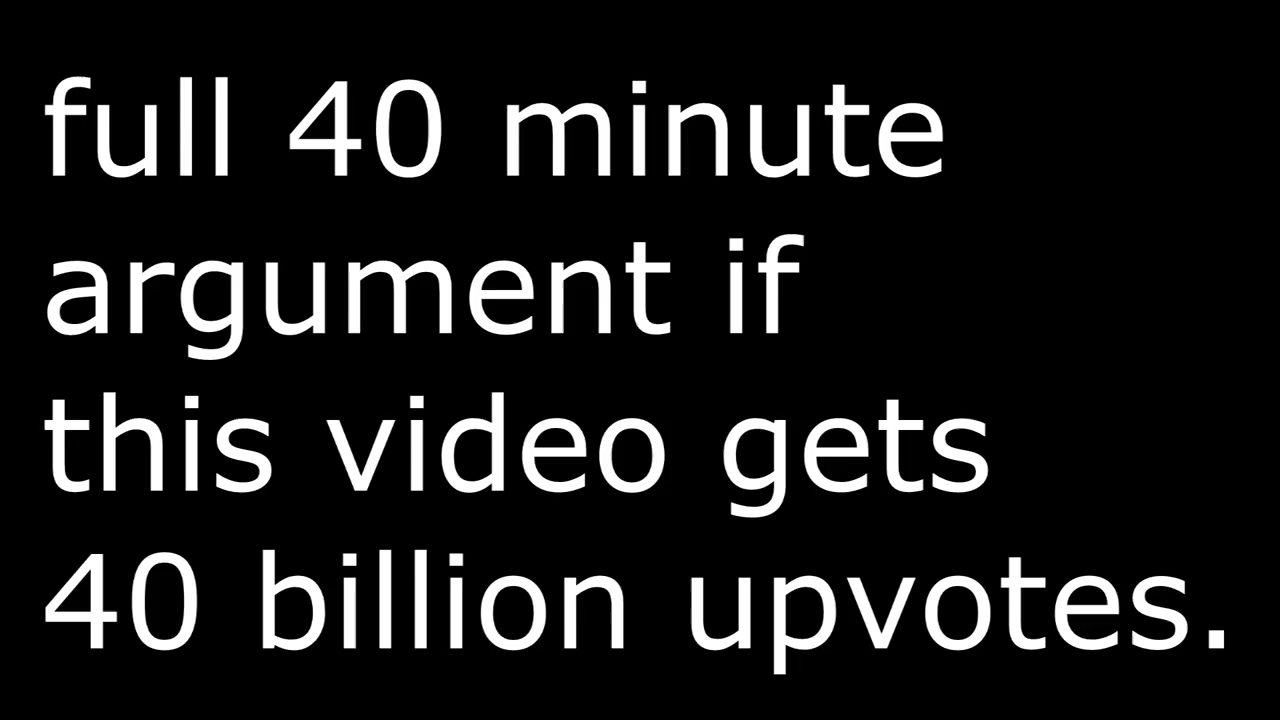 full 40 minute
argument if
this video gets
40 billion upvotes.